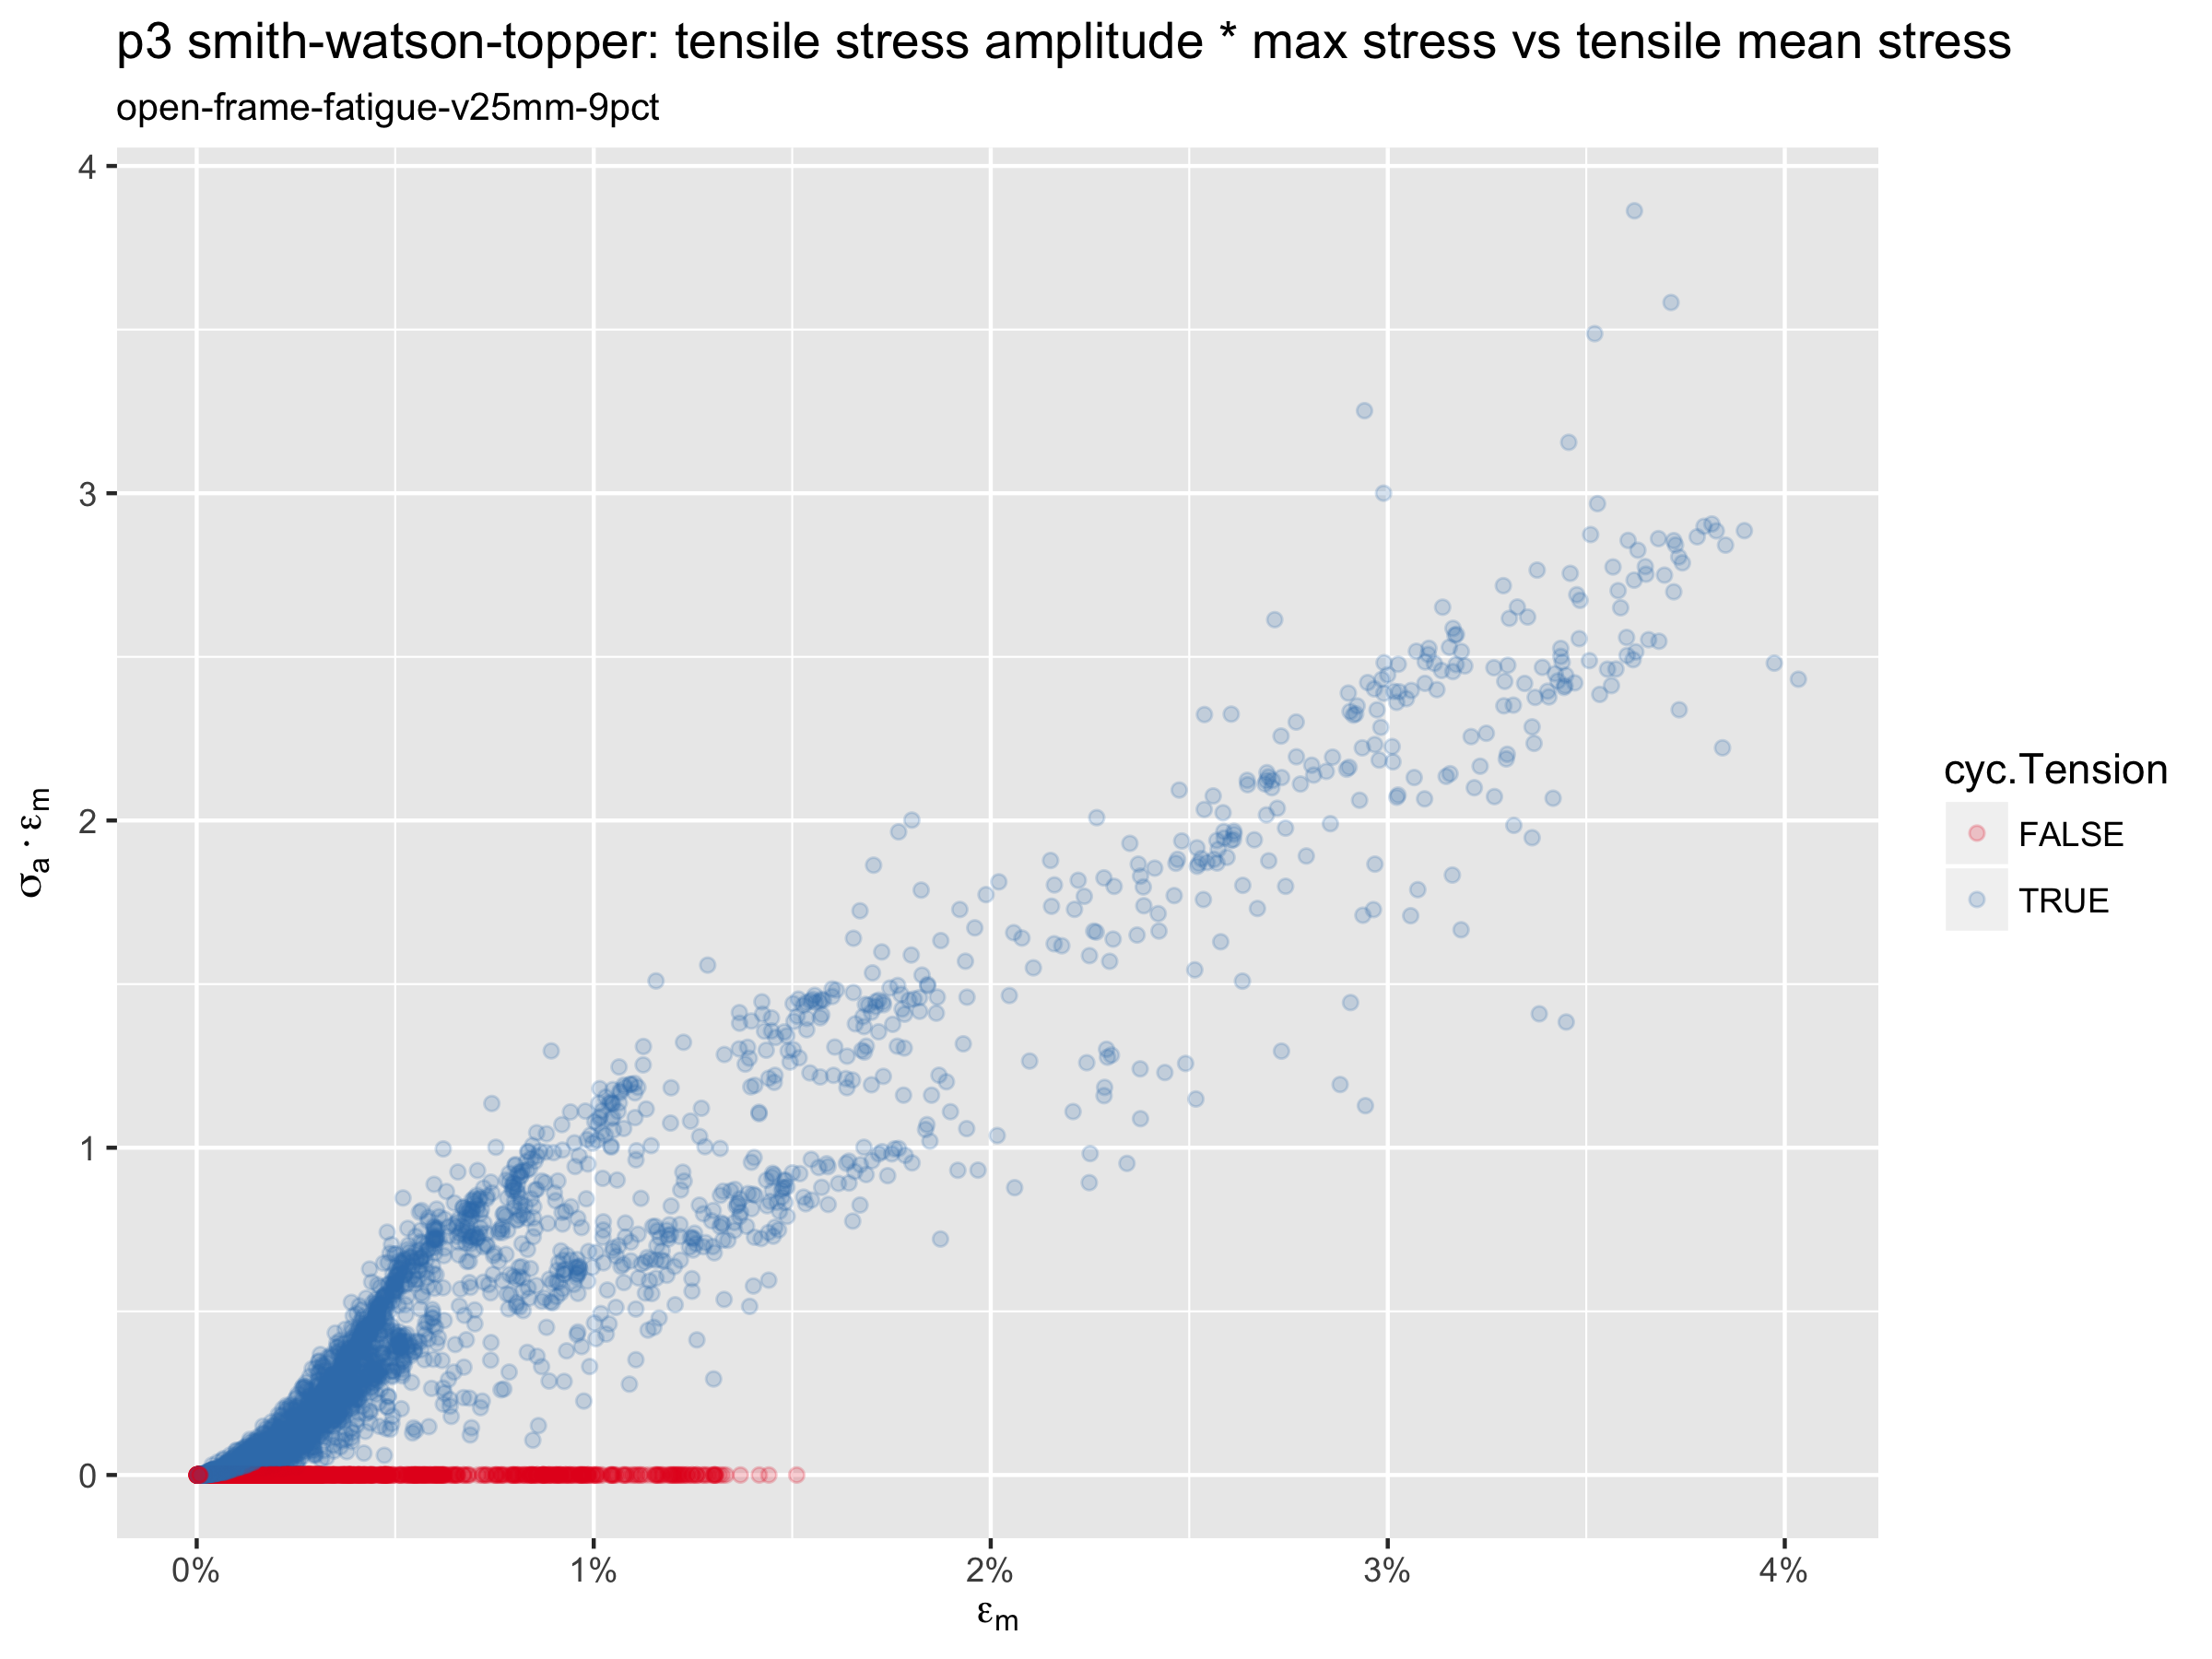 p3 smith-watson-topper: tensile stress amplitude * max stress vs tensile mean stress
open-frame-fatigue-v25mm-9pct
4
3
2
1
0
σa · εm
0%
1%
2%
3%
4%
εm
cyc.Tension
FALSE
TRUE